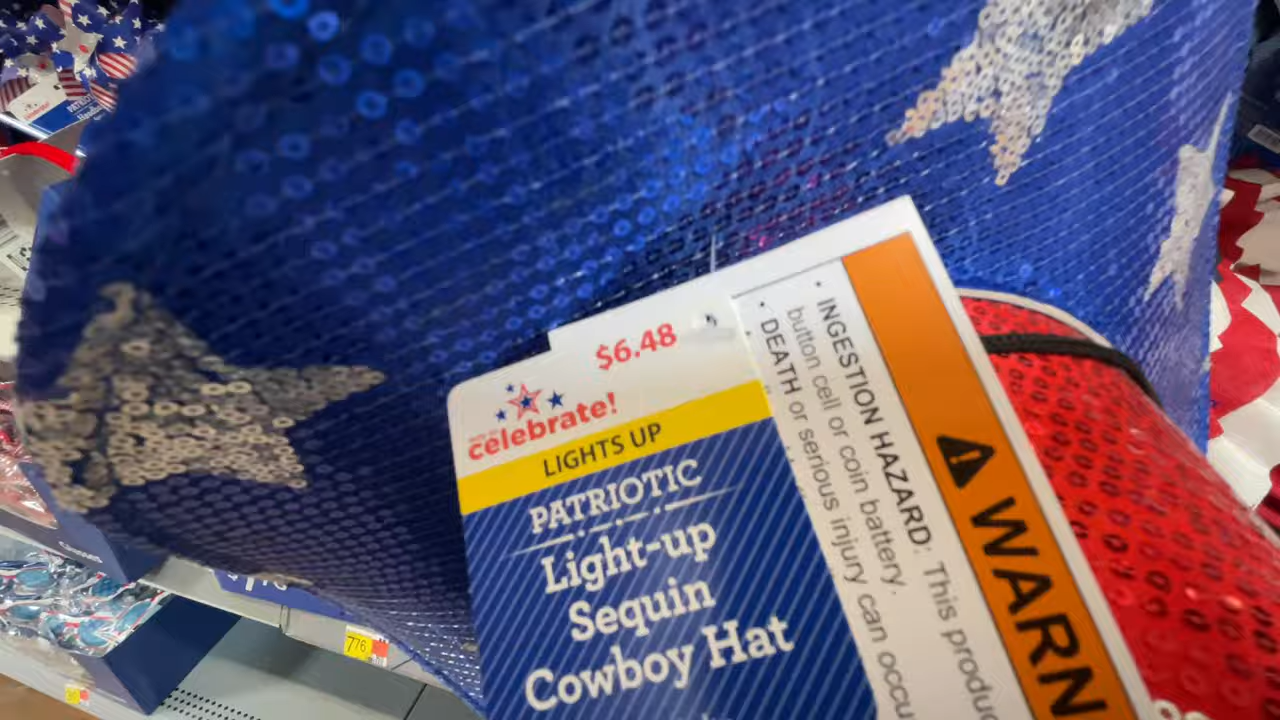 $6.48
celebrate!
LIGHTS UP
PATRIOTIC
Light-up
Sequin
Cowboy Hat
WARN
• INGESTION HAZARD: This produc
button cell or coin battery.
• DEATH or serious injury can occu
776